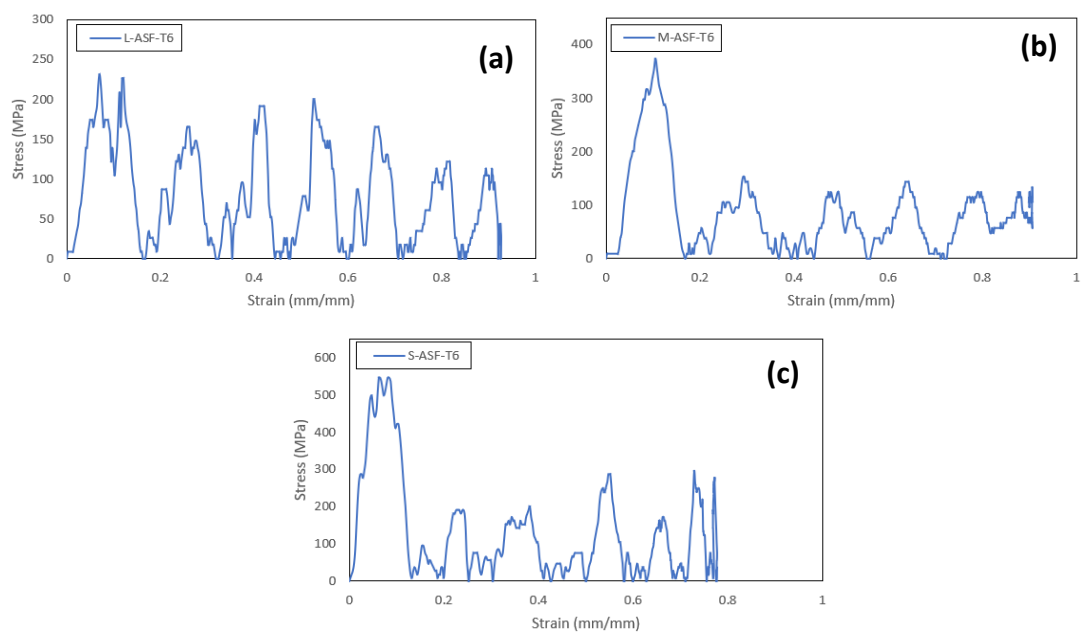 L-ASF-T6
(a)
Stress (MPa)
300
250
200
150
100
50
0
0 0.2 0.4 0.6 0.8 1
Strain (mm/mm)
M-ASF-T6
(b)
Stress (MPa)
400
300
200
100
0
0 0.2 0.4 0.6 0.8 1
Strain (mm/mm)
S-ASF-T6
(c)
Stress (MPa)
600
500
400
300
200
100
0
0 0.2 0.4 0.6 0.8 1
Strain (mm/mm)